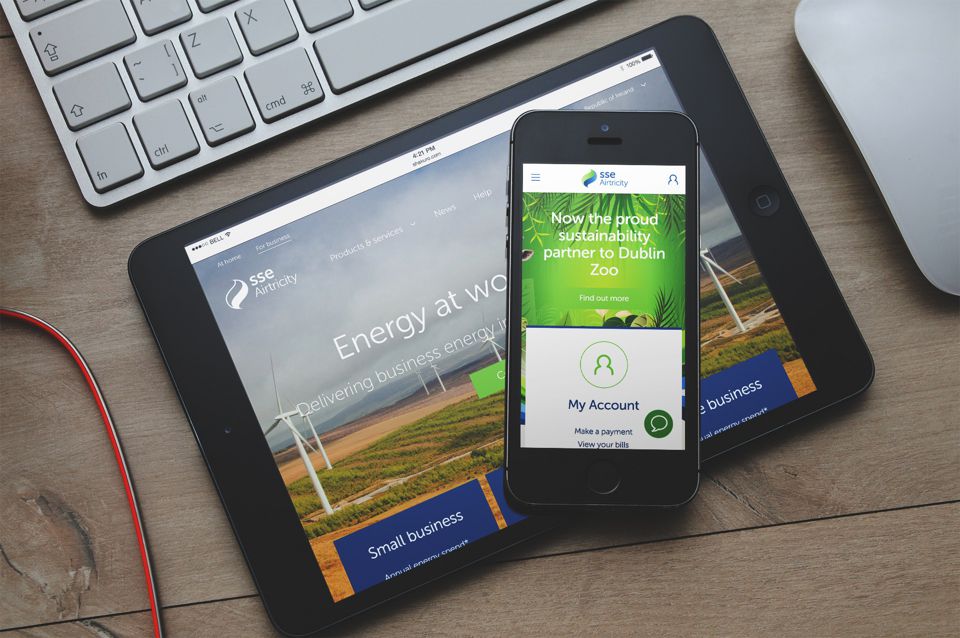 Z
X
alt
cmd
fn
ctrl
100%
4:21 PM
BELL
Republic of Ireland
At home
For business
Products & services
News
Help
sse
Airtricity
Energy at wo
Delivering business energy in
C
Small business
Annual energy spend*
e business
annual energy spend*
sse
Airtricity
Now the proud
sustainability
partner to Dublin
Zoo
Find out more
My Account
Make a payment
View your bills